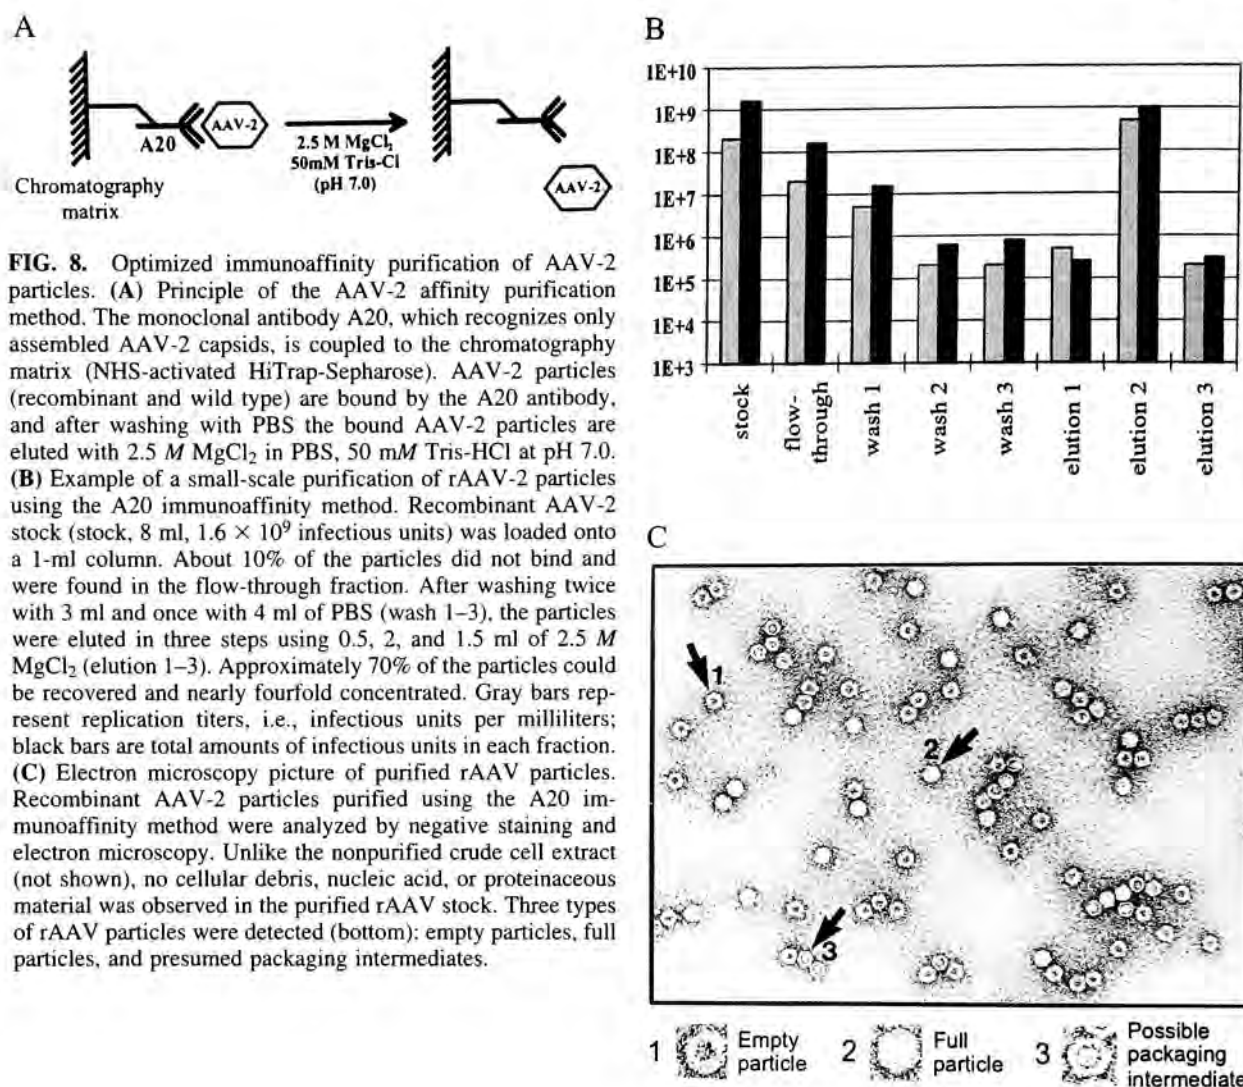 A
A20
AAV-2
2.5 M MgCl₂
50mM Tris-Cl
(pH 7.0)
AAV-2
Chromatography
matrix
FIG. 8. Optimized immunoaffinity purification of AAV-2
particles. (A) Principle of the AAV-2 affinity purification
method. The monoclonal antibody A20, which recognizes only
assembled AAV-2 capsids, is coupled to the chromatography
matrix (NHS-activated HiTrap-Sepharose). AAV-2 particles
(recombinant and wild type) are bound by the A20 antibody,
and after washing with PBS the bound AAV-2 particles are
eluted with 2.5 M MgCl₂ in PBS, 50 mM Tris-HCl at pH 7.0.
(B) Example of a small-scale purification of rAAV-2 particles
using the A20 immunoaffinity method. Recombinant AAV-2
stock (stock, 8 ml, 1.6 × 10⁹ infectious units) was loaded onto
a 1-ml column. About 10% of the particles did not bind and
were found in the flow-through fraction. After washing twice
with 3 ml and once with 4 ml of PBS (wash 1–3), the particles
were eluted in three steps using 0.5, 2, and 1.5 ml of 2.5 M
MgCl₂ (elution 1–3). Approximately 70% of the particles could
be recovered and nearly fourfold concentrated. Gray bars rep-
resent replication titers, i.e., infectious units per milliliters;
black bars are total amounts of infectious units in each fraction.
(C) Electron microscopy picture of purified rAAV particles.
Recombinant AAV-2 particles purified using the A20 im-
munoaffinity method were analyzed by negative staining and
electron microscopy. Unlike the nonpurified crude cell extract
(not shown), no cellular debris, nucleic acid, or proteinaceous
material was observed in the purified rAAV stock. Three types
of rAAV particles were detected (bottom): empty particles, full
particles, and presumed packaging intermediates.
B
1E+10
1E+9
1E+8
1E+7
1E+6
1E+5
1E+4
1E+3
stock
flow-
through
wash 1
wash 2
wash 3
elution 1
elution 2
elution 3
C
1
2
3
1 Empty
particle
2 Full
particle
3 Possible
packaging
intermediate